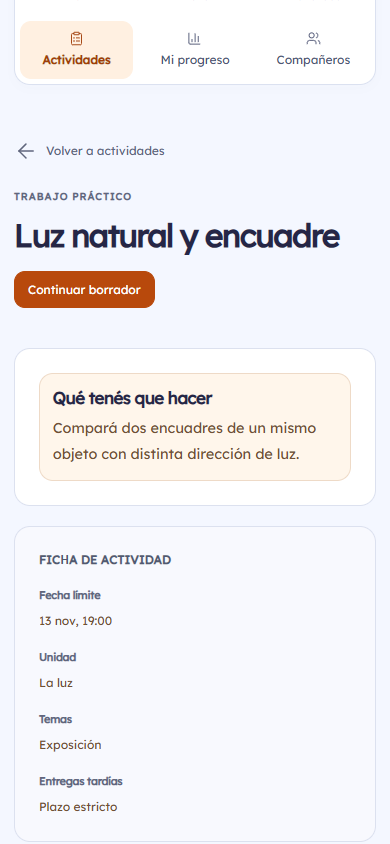 Actividades
Mi progreso
Compañeros
Volver a actividades
TRABAJO PRÁCTICO
Luz natural y encuadre
Continuar borrador
Qué tenés que hacer
Compará dos encuadres de un mismo
objeto con distinta dirección de luz.
FICHA DE ACTIVIDAD
Fecha límite
13 nov, 19:00
Unidad
La luz
Temas
Exposición
Entregas tardías
Plazo estricto